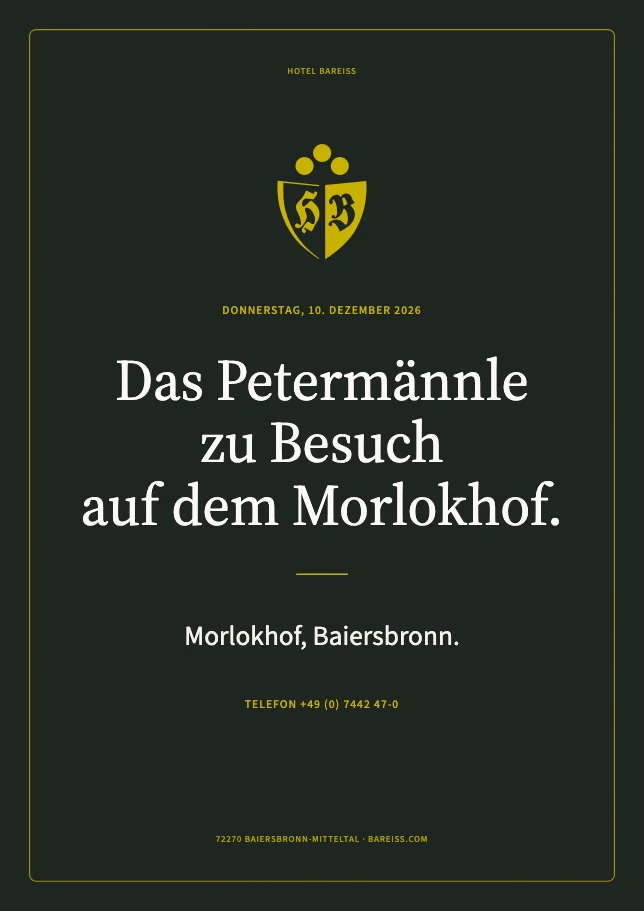 HOTEL BAREISS
H B
DONNERSTAG, 10. DEZEMBER 2026
Das Petermännle
zu Besuch
auf dem Morlokhof.
Morlokhof, Baiersbronn.
TELEFON +49 (0) 7442 47-0
72270 BAIERSBRONN-MITTELTAL · BAREISS.COM